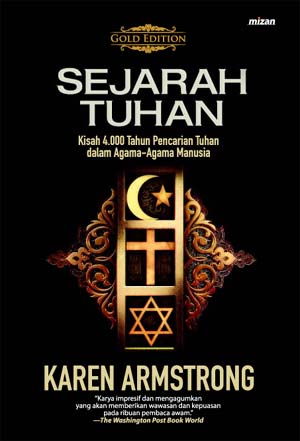 mizan
GOLD EDITION
SEJARAH
TUHAN
Kisah 4.000 Tahun Pencarian Tuhan
dalam Agama-Agama Manusia
KAREN ARMSTRONG
"Karya impresif dan mengagumkan
yang akan memberikan wawasan dan kepuasan
pada ribuan pembaca awam."
—The Washington Post Book World